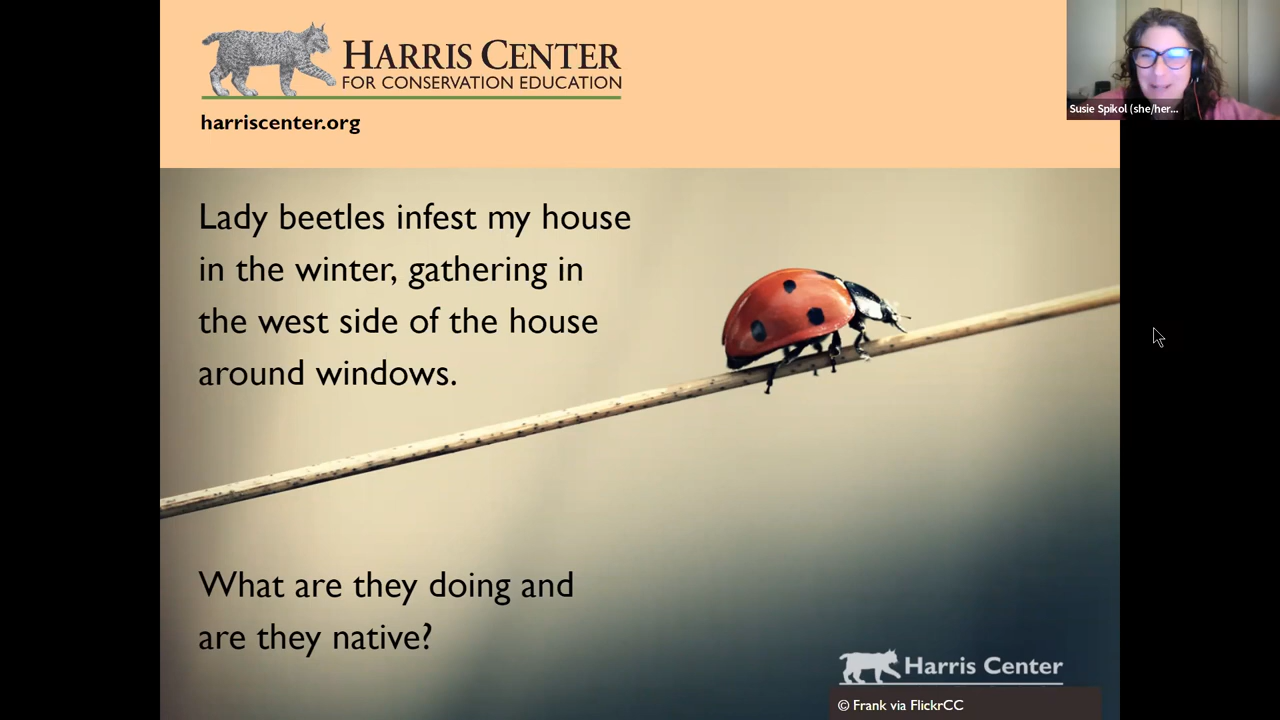 HARRIS CENTER
FOR CONSERVATION EDUCATION
harriscenter.org
Susie Spikol (she/her...
Lady beetles infest my house
in the winter, gathering in
the west side of the house
around windows.
What are they doing and
are they native?
Harris Center
© Frank via FlickrCC